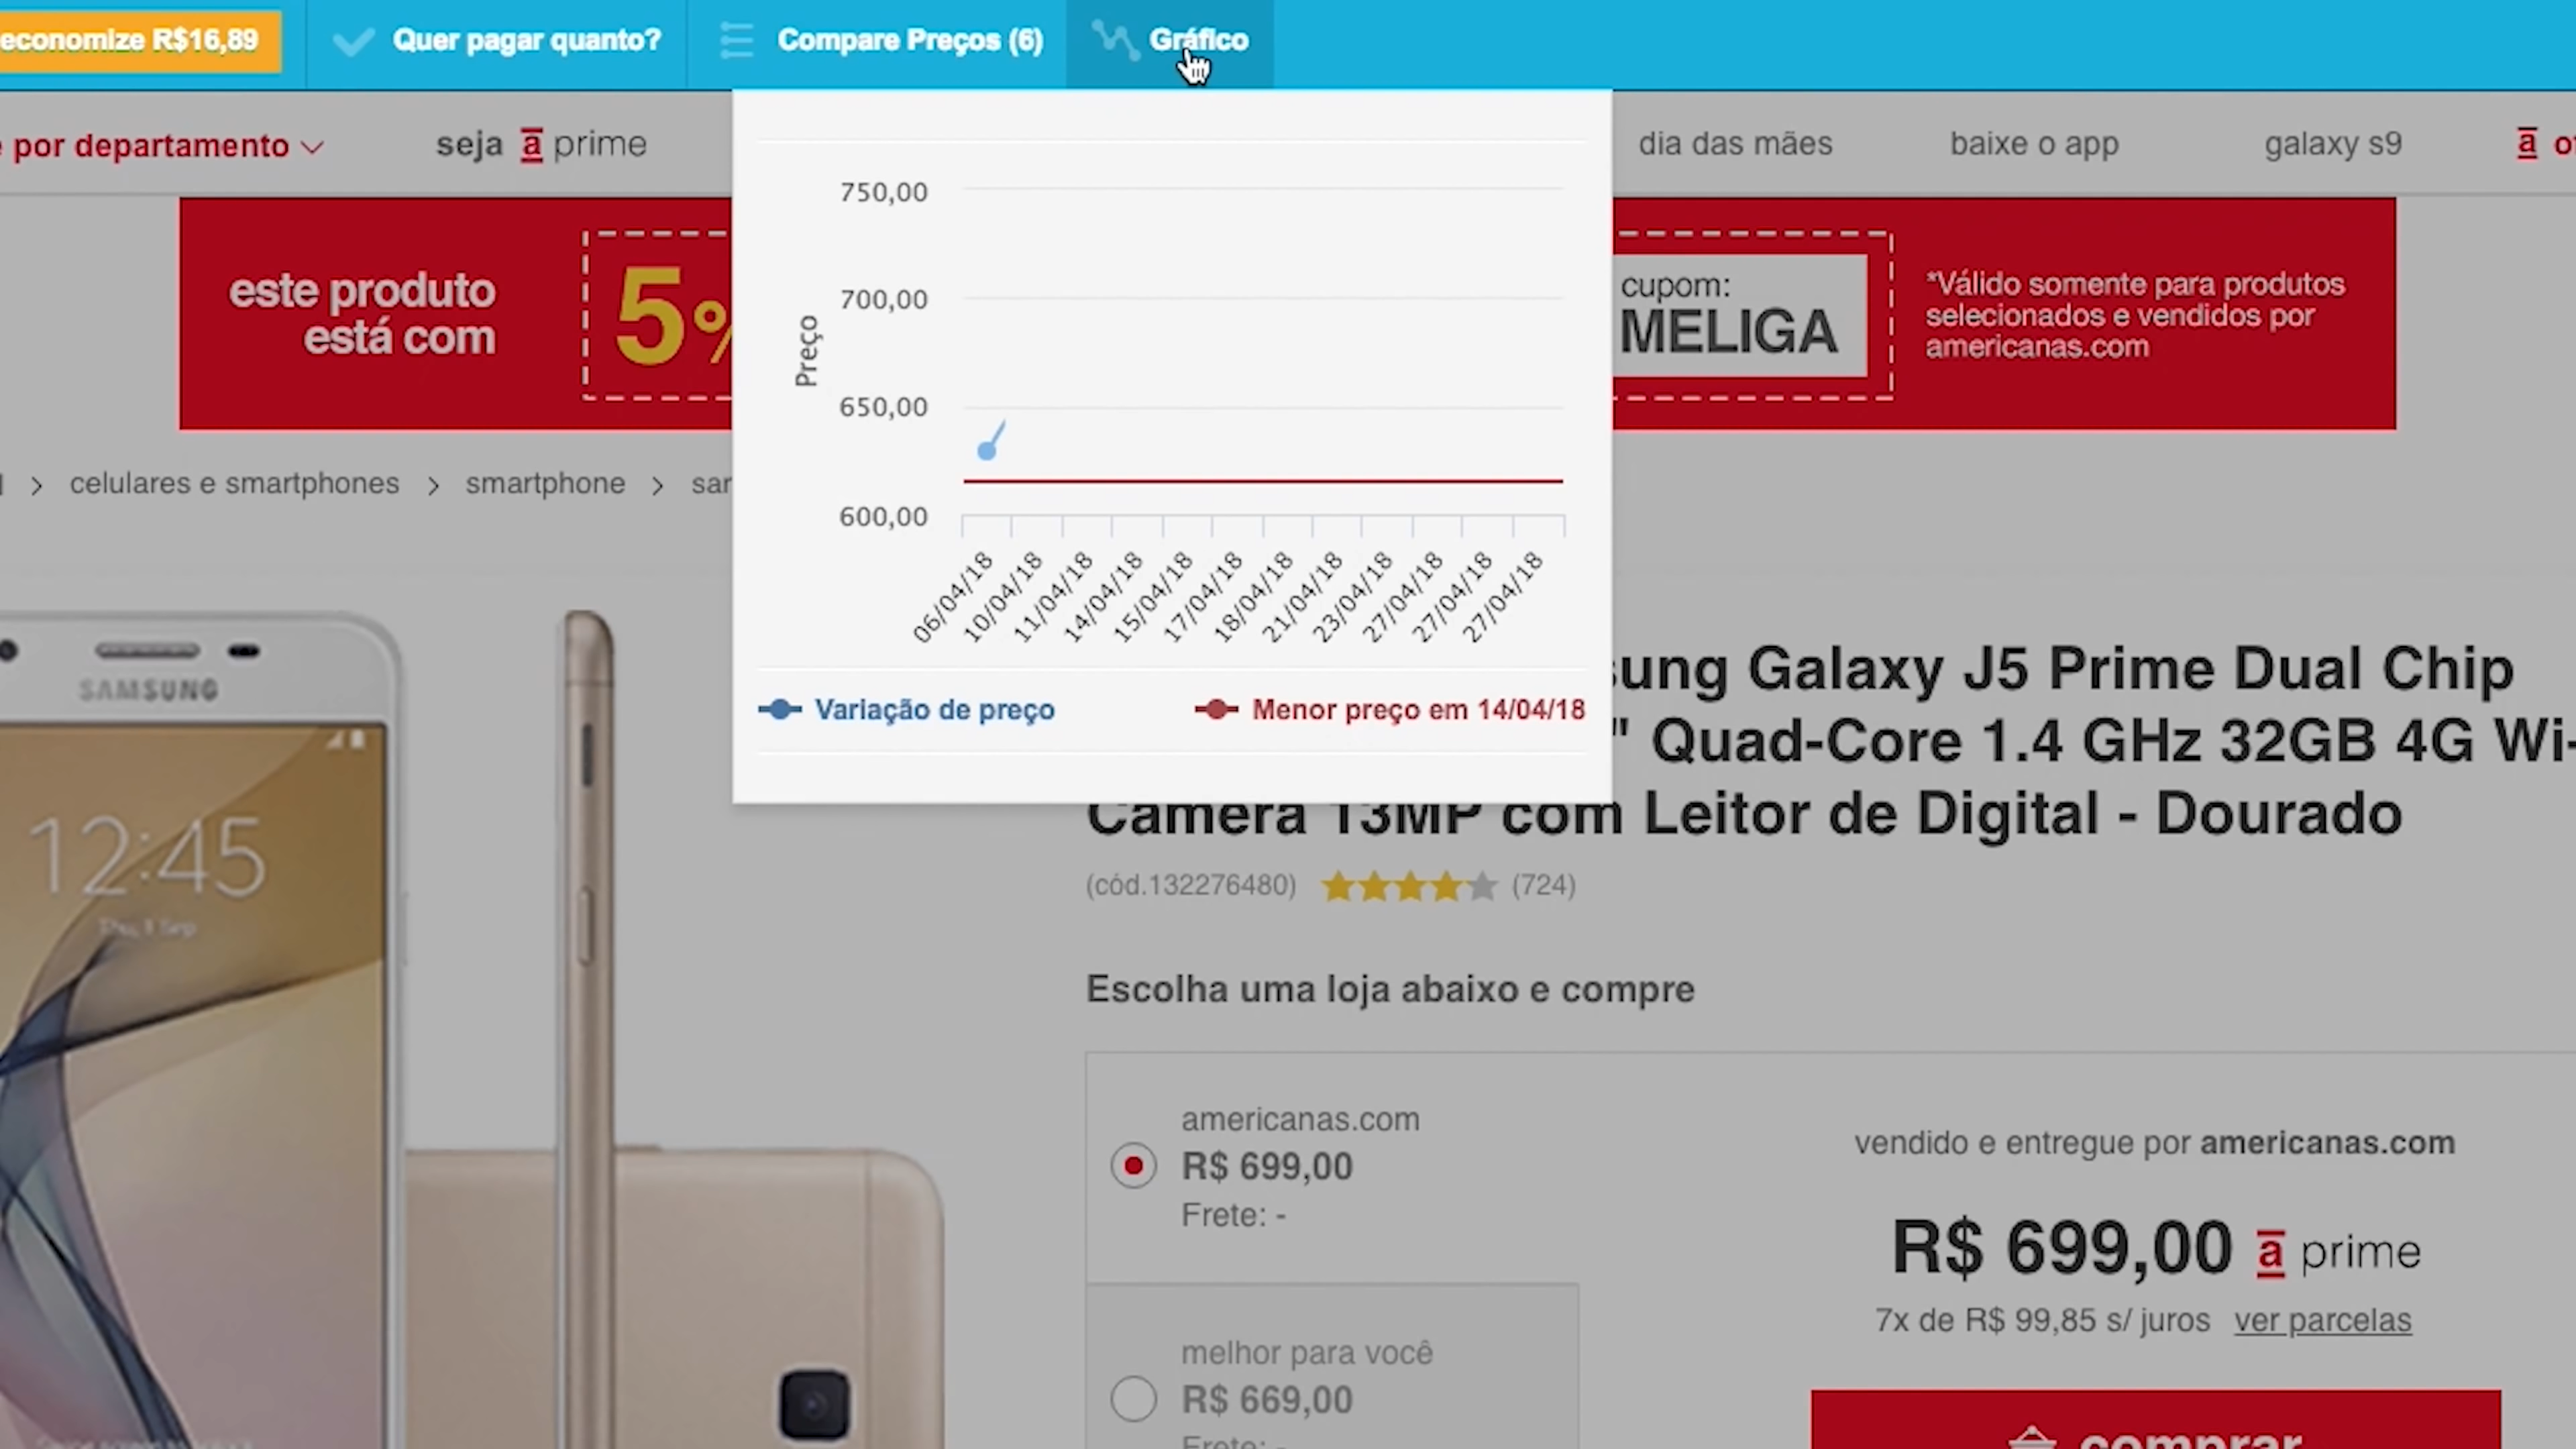 economize R$16,89
Quer pagar quanto?
Compare Preços (6)
Gráfico
por departamento
seja a prime
dia das mães
baixe o app
galaxy s9
a
este produto
está com
5%
cupom:
MELIGA
*Válido somente para produtos
selecionados e vendidos por
americanas.com
celulares e smartphones
smartphone
Preço
750,00
700,00
650,00
600,00
06/04/18
10/04/18
11/04/18
14/04/18
15/04/18
17/04/18
18/04/18
21/04/18
23/04/18
27/04/18
27/04/18
27/04/18
Variação de preço
Menor preço em 14/04/18
sung Galaxy J5 Prime Dual Chip
" Quad-Core 1.4 GHz 32GB 4G Wi-
Câmera 13MP com Leitor de Digital - Dourado
(cód.132276480)
(724)
SAMSUNG
12:45
Thu, 1 Sep
Escolha uma loja abaixo e compre
americanas.com
R$ 699,00
Frete: -
melhor para você
R$ 669,00
Frete: -
vendido e entregue por americanas.com
R$ 699,00 a prime
7x de R$ 99,85 s/ juros ver parcelas
comprar